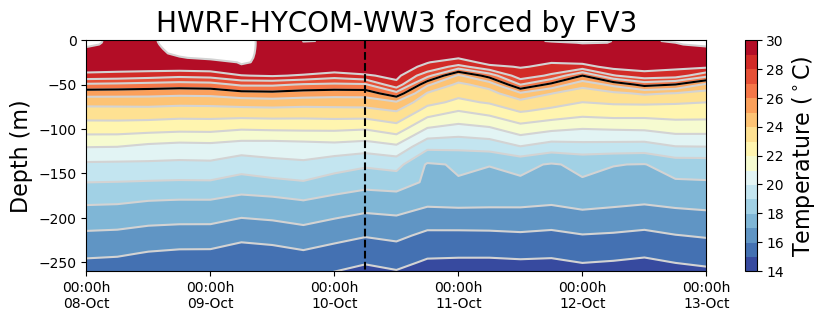 HWRF-HYCOM-WW3 forced by FV3
Depth (m)
0
−50
−100
−150
−200
−250
00:00h
08-Oct
00:00h
09-Oct
00:00h
10-Oct
00:00h
11-Oct
00:00h
12-Oct
00:00h
13-Oct
30
28
26
24
22
20
18
16
14
Temperature (°C)